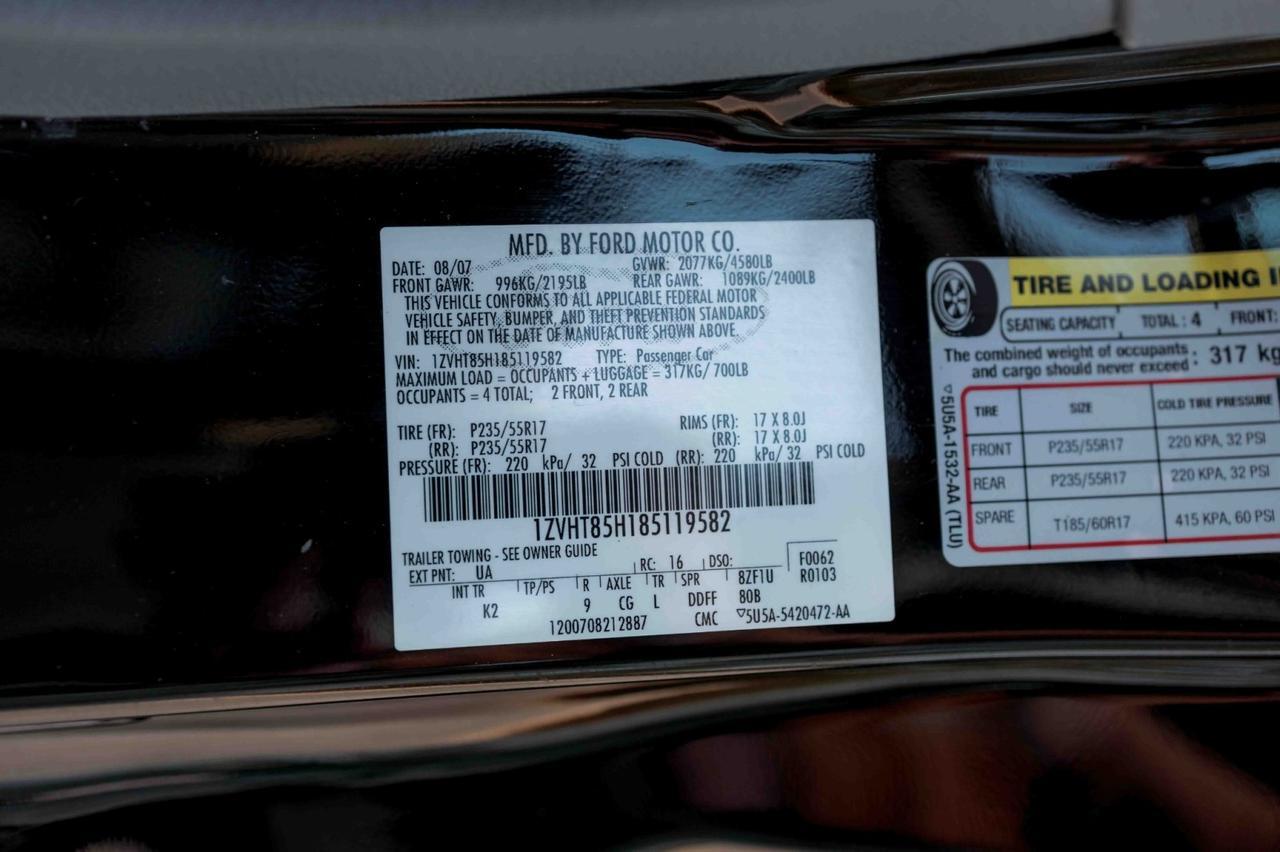 MFD. BY FORD MOTOR CO.
DATE: 08/07 GVWR: 2077KG/4580LB
FRONT GAWR: 996KG/2195LB REAR GAWR: 1089KG/2400LB
THIS VEHICLE CONFORMS TO ALL APPLICABLE FEDERAL MOTOR
VEHICLE SAFETY, BUMPER, AND THEFT PREVENTION STANDARDS
IN EFFECT ON THE DATE OF MANUFACTURE SHOWN ABOVE.
VIN: 1ZVHT85H185119582 TYPE: Passenger Car
MAXIMUM LOAD = OCCUPANTS + LUGGAGE = 317KG/ 700LB
OCCUPANTS = 4 TOTAL; 2 FRONT, 2 REAR
TIRE (FR): P235/55R17 RIMS (FR): 17 X 8.0J
(RR): P235/55R17 (RR): 17 X 8.0J
PRESSURE (FR): 220 kPa/ 32 PSI COLD (RR): 220 kPa/ 32 PSI COLD
1ZVHT85H185119582
TRAILER TOWING - SEE OWNER GUIDE
EXT PNT: UA RC: 16 DSO: F0062
INT TR TP/PS R AXLE TR SPR 8ZF1U R0103
K2 9 CG L DDFF 80B
1200708212887 CMC ▽5U5A-5420472-AA
TIRE AND LOADING I
SEATING CAPACITY TOTAL : 4 FRONT:
The combined weight of occupants
and cargo should never exceed : 317 kg
TIRE SIZE COLD TIRE PRESSURE
FRONT P235/55R17 220 KPA, 32 PSI
REAR P235/55R17 220 KPA, 32 PSI
SPARE T185/60R17 415 KPA, 60 PSI
▽5U5A-1532-AA (TLU)